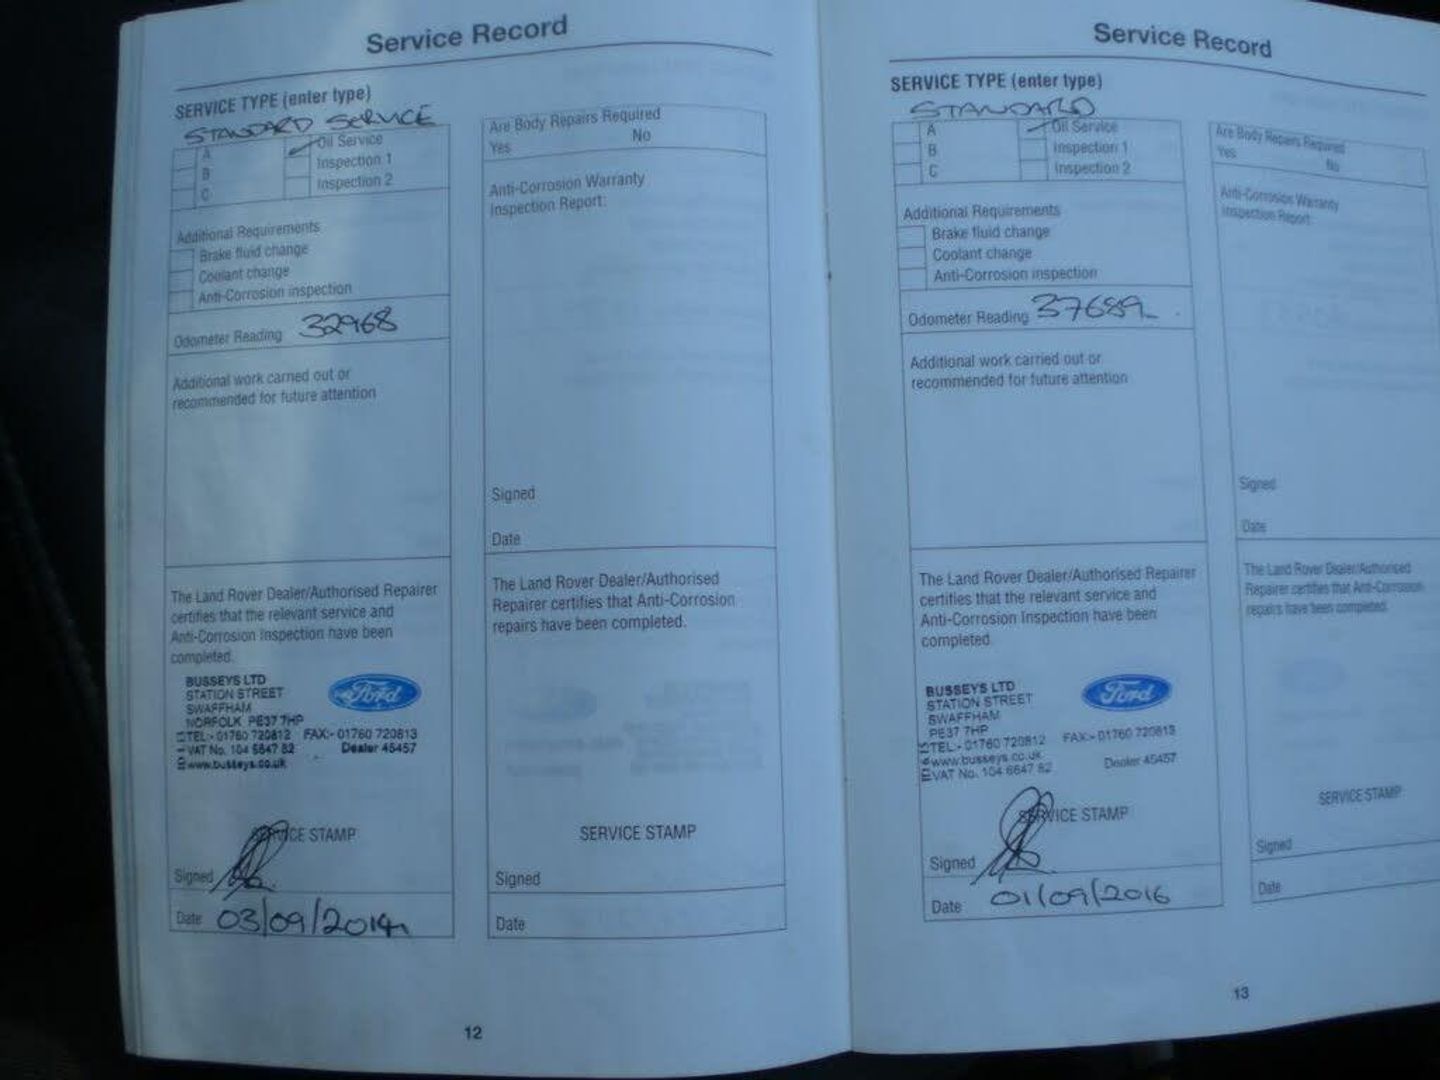 Service Record
SERVICE TYPE (enter type)
STANDARD SERVICE
A
B
C
Oil Service
Inspection 1
Inspection 2
Additional Requirements
Brake fluid change
Coolant change
Anti-Corrosion inspection
Odometer Reading 32968
Additional work carried out or
recommended for future attention
The Land Rover Dealer/Authorised Repairer
certifies that the relevant service and
Anti-Corrosion Inspection have been
completed.
BUSSEYS LTD
STATION STREET
SWAFFHAM
NORFOLK PE37 7HP
TEL:- 01760 720812 FAX:- 01760 720813
VAT No. 104 6647 82 Dealer 45457
www.busseys.co.uk
Ford
SERVICE STAMP
Signed
Date 03/09/2014
Are Body Repairs Required
Yes No
Anti-Corrosion Warranty
Inspection Report:
Signed
Date
The Land Rover Dealer/Authorised
Repairer certifies that Anti-Corrosion
repairs have been completed.
SERVICE STAMP
Signed
Date
12
Service Record
SERVICE TYPE (enter type)
STANDARD
A
B
C
Oil Service
Inspection 1
Inspection 2
Additional Requirements
Brake fluid change
Coolant change
Anti-Corrosion inspection
Odometer Reading 37689
Additional work carried out or
recommended for future attention
The Land Rover Dealer/Authorised Repairer
certifies that the relevant service and
Anti-Corrosion Inspection have been
completed.
BUSSEYS LTD
STATION STREET
SWAFFHAM
PE37 7HP
TEL:- 01760 720812 FAX:- 01760 720813
www.busseys.co.uk Dealer 45457
VAT No. 104 6647 82
Ford
SERVICE STAMP
Signed
Date 01/09/2016
Are Body Repairs Required
Yes No
Anti-Corrosion Warranty
Inspection Report:
Signed
Date
The Land Rover Dealer/Authorised
Repairer certifies that Anti-Corrosion
repairs have been completed.
SERVICE STAMP
Signed
Date
13